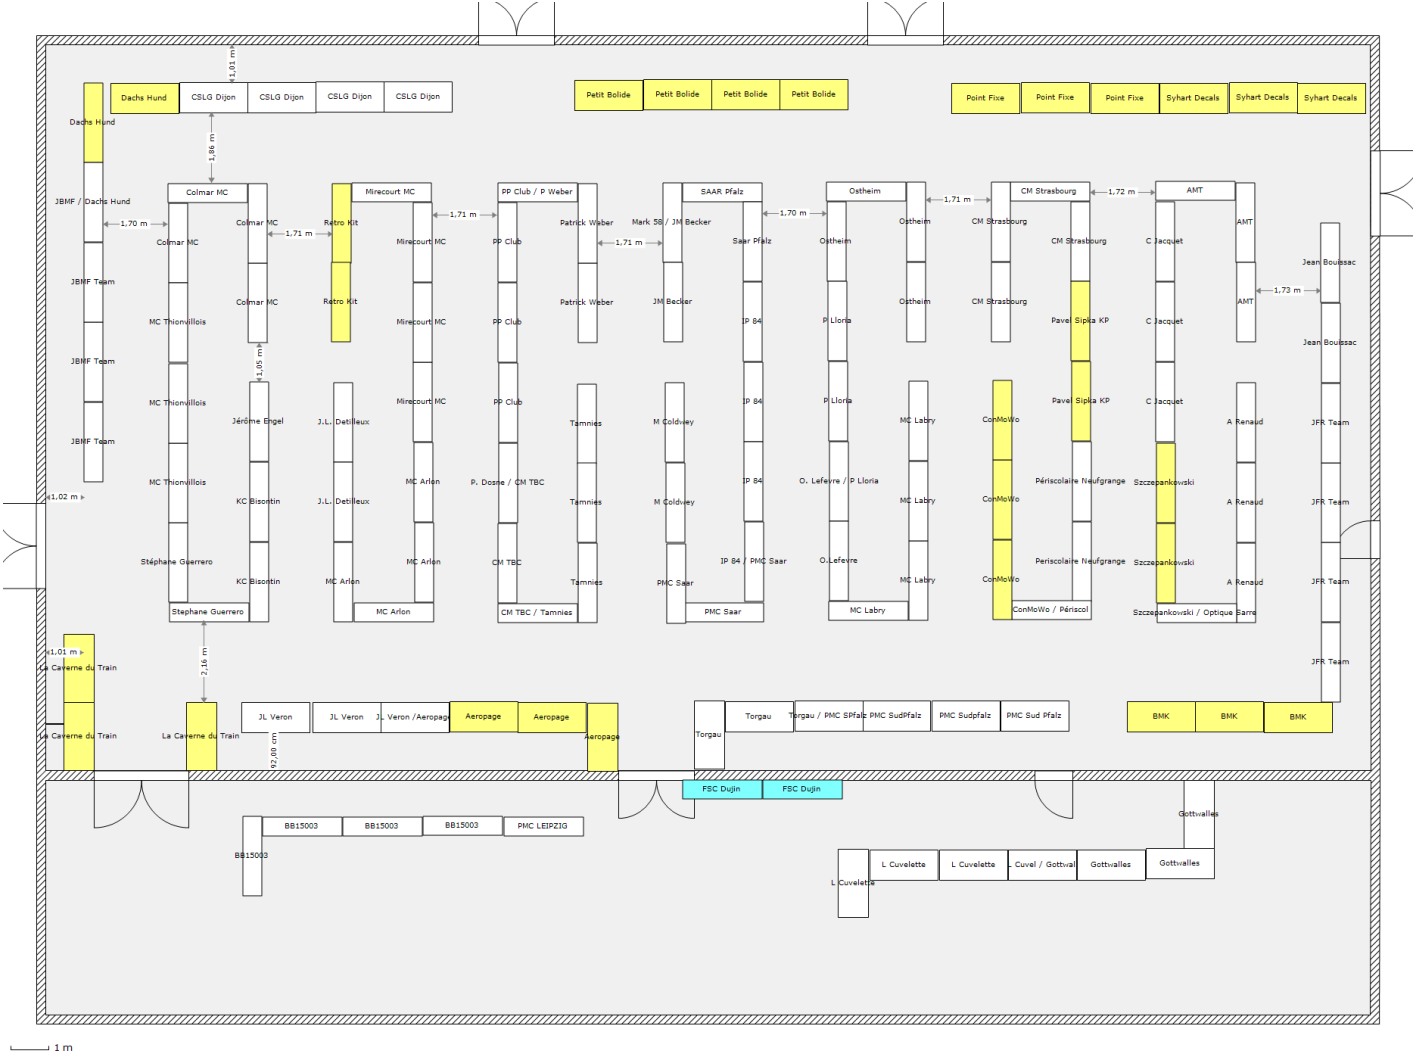 1,01 m
Dachs Hund
CSLG Dijon
CSLG Dijon
CSLG Dijon
CSLG Dijon
Petit Bolide
Petit Bolide
Petit Bolide
Petit Bolide
Point Fixe
Point Fixe
Point Fixe
Syhart Decals
Syhart Decals
Syhart Decals
Dachs Hund
1,86 m
JBMF / Dachs Hund
JBMF Team
JBMF Team
JBMF Team
1,02 m
1,70 m
Colmar MC
Colmar MC
MC Thionvillois
MC Thionvillois
MC Thionvillois
Stéphane Guerrero
Stephane Guerrero
Colmar MC
Colmar MC
1,05 m
Jérôme Engel
KC Bisontin
KC Bisontin
1,71 m
Retro Kit
Retro Kit
J.L. Detilleux
J.L. Detilleux
MC Arlon
Mirecourt MC
Mirecourt MC
Mirecourt MC
Mirecourt MC
MC Arlon
MC Arlon
MC Arlon
1,71 m
PP Club / P Weber
PP Club
PP Club
PP Club
P. Dosne / CM TBC
CM TBC
CM TBC / Tamnies
Patrick Weber
Patrick Weber
Tamnies
Tamnies
Tamnies
1,71 m
Mark 58 / JM Becker
JM Becker
M Coldwey
M Coldwey
PMC Saar
SAAR Pfalz
Saar Pfalz
IP 84
IP 84
IP 84
IP 84 / PMC Saar
PMC Saar
1,70 m
Ostheim
Ostheim
P Lloria
P Lloria
O. Lefevre / P Lloria
O.Lefevre
MC Labry
Ostheim
Ostheim
MC Labry
MC Labry
MC Labry
1,71 m
CM Strasbourg
CM Strasbourg
ConMoWo
ConMoWo
ConMoWo
CM Strasbourg
CM Strasbourg
Pavel Sipka KP
Pavel Sipka KP
Périscolaire Neufgrange
Periscolaire Neufgrange
ConMoWo / Périscol
1,72 m
AMT
C Jacquet
C Jacquet
C Jacquet
Szczepankowski
Szczepankowski
Szczepankowski / Optique Sarre
AMT
AMT
A Renaud
A Renaud
A Renaud
1,73 m
Jean Bouissac
Jean Bouissac
JFR Team
JFR Team
JFR Team
JFR Team
1,01 m
La Caverne du Train
La Caverne du Train
La Caverne du Train
2,16 m
JL Veron
92,00 cm
JL Veron
JL Veron /Aeropage
Aeropage
Aeropage
Aeropage
Torgau
Torgau
Torgau / PMC SPfalz
PMC SudPfalz
PMC Sudpfalz
PMC Sud Pfalz
BMK
BMK
BMK
FSC Dujin
FSC Dujin
BB15003
BB15003
BB15003
BB15003
PMC LEIPZIG
L Cuvelette
L Cuvelette
L Cuvelette
L Cuvel / Gottwal
Gottwalles
Gottwalles
Gottwalles
1 m